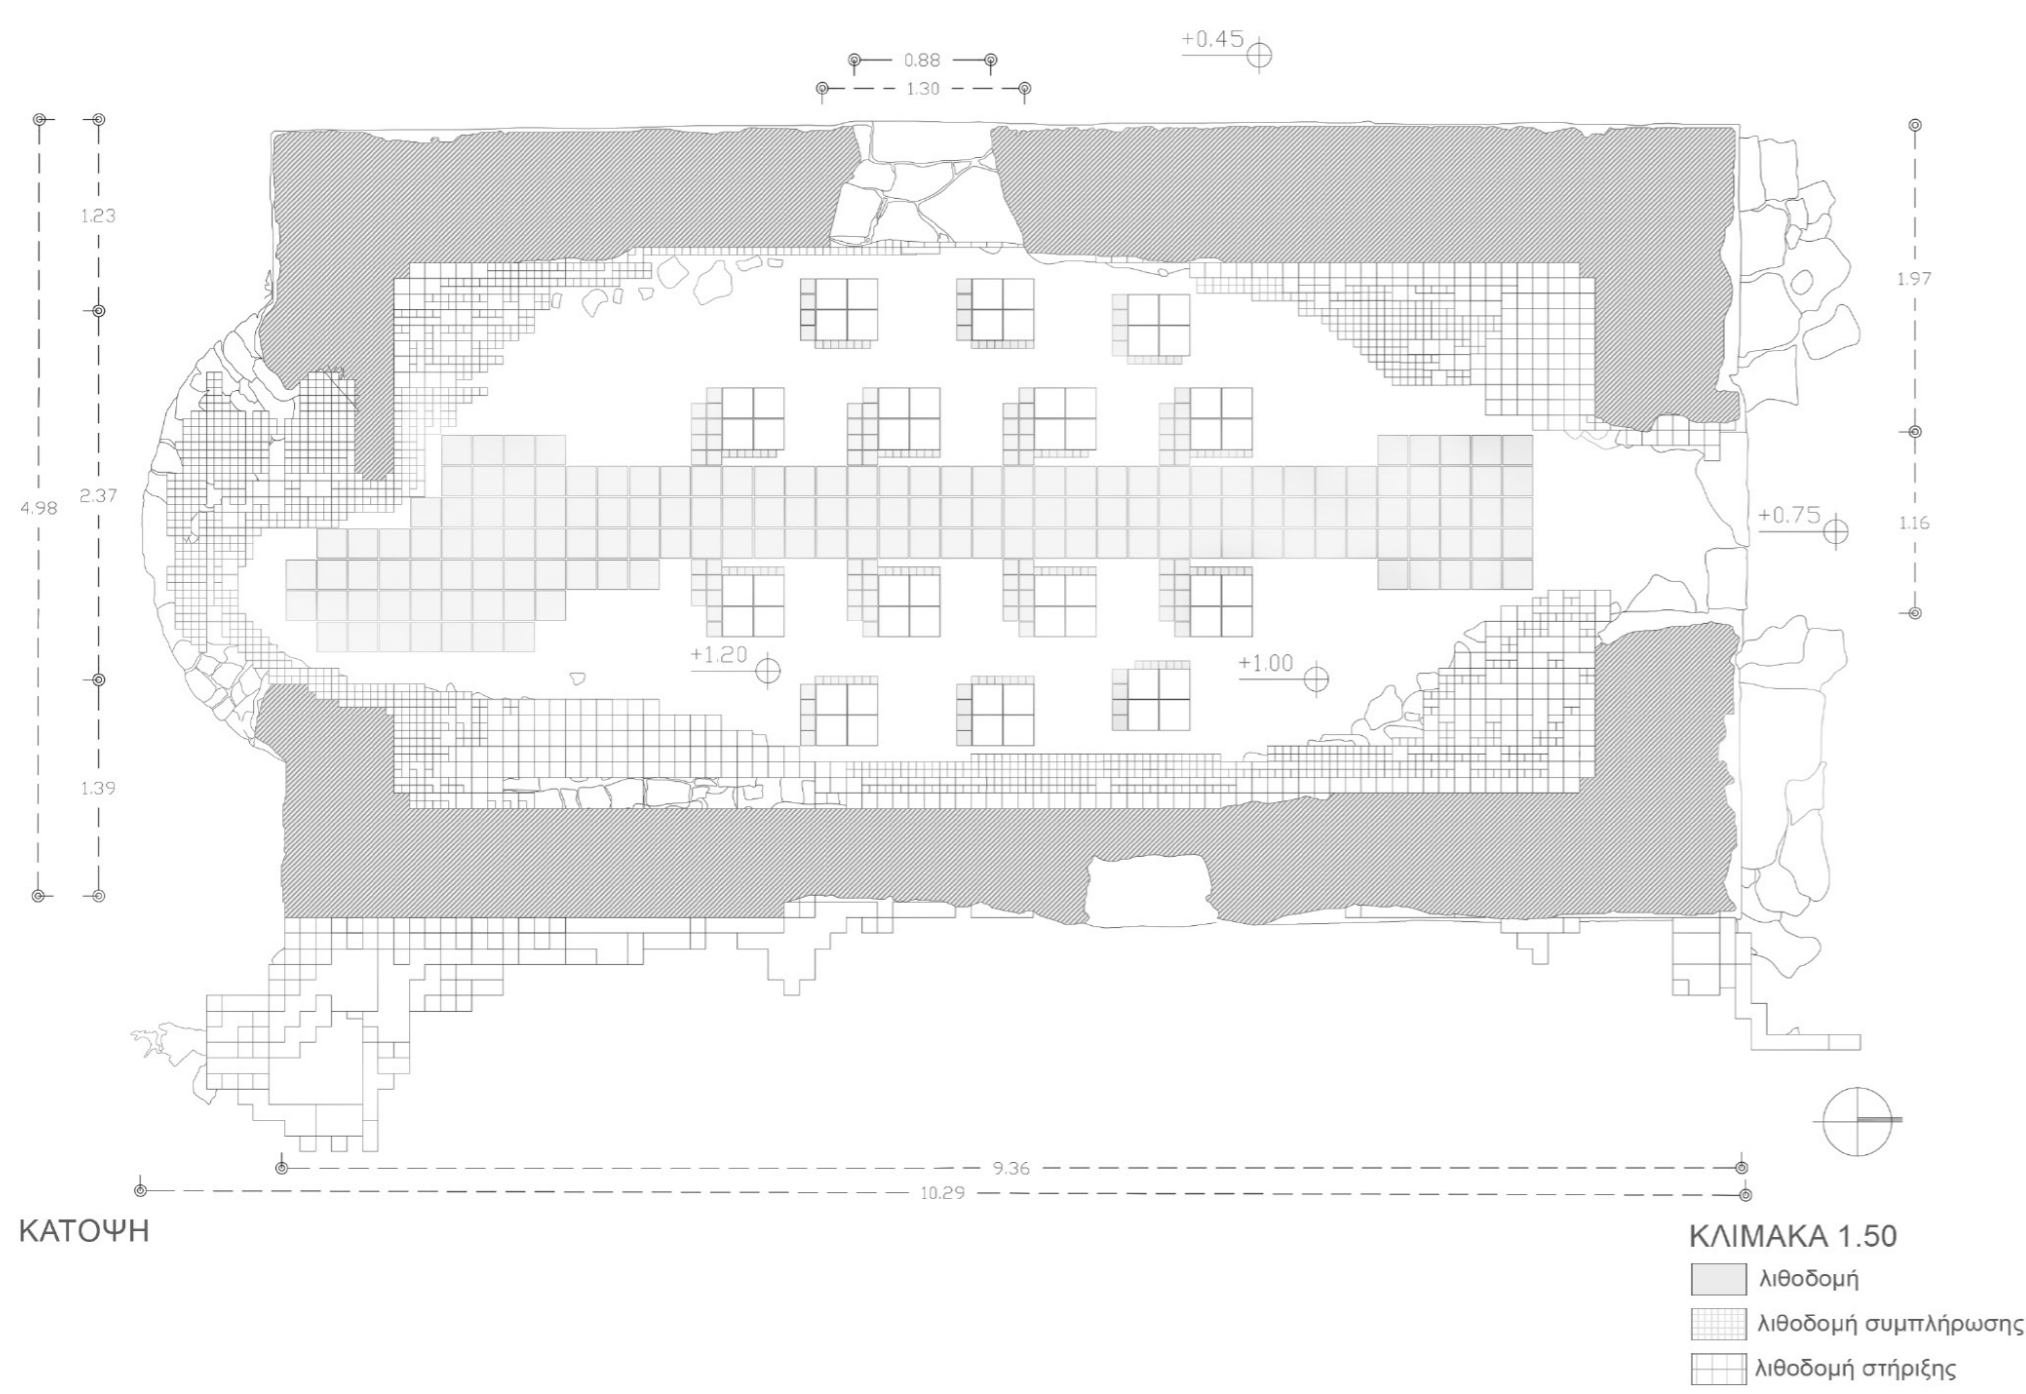 +0.45
0.88
1.30
1.23
1.97
4.98
2.37
+0.75
1.16
+1.20
+1.00
1.39
9.36
10.29
ΚΑΤΟΨΗ
ΚΛΙΜΑΚΑ 1.50
λιθοδομή
λιθοδομή συμπλήρωσης
λιθοδομή στήριξης